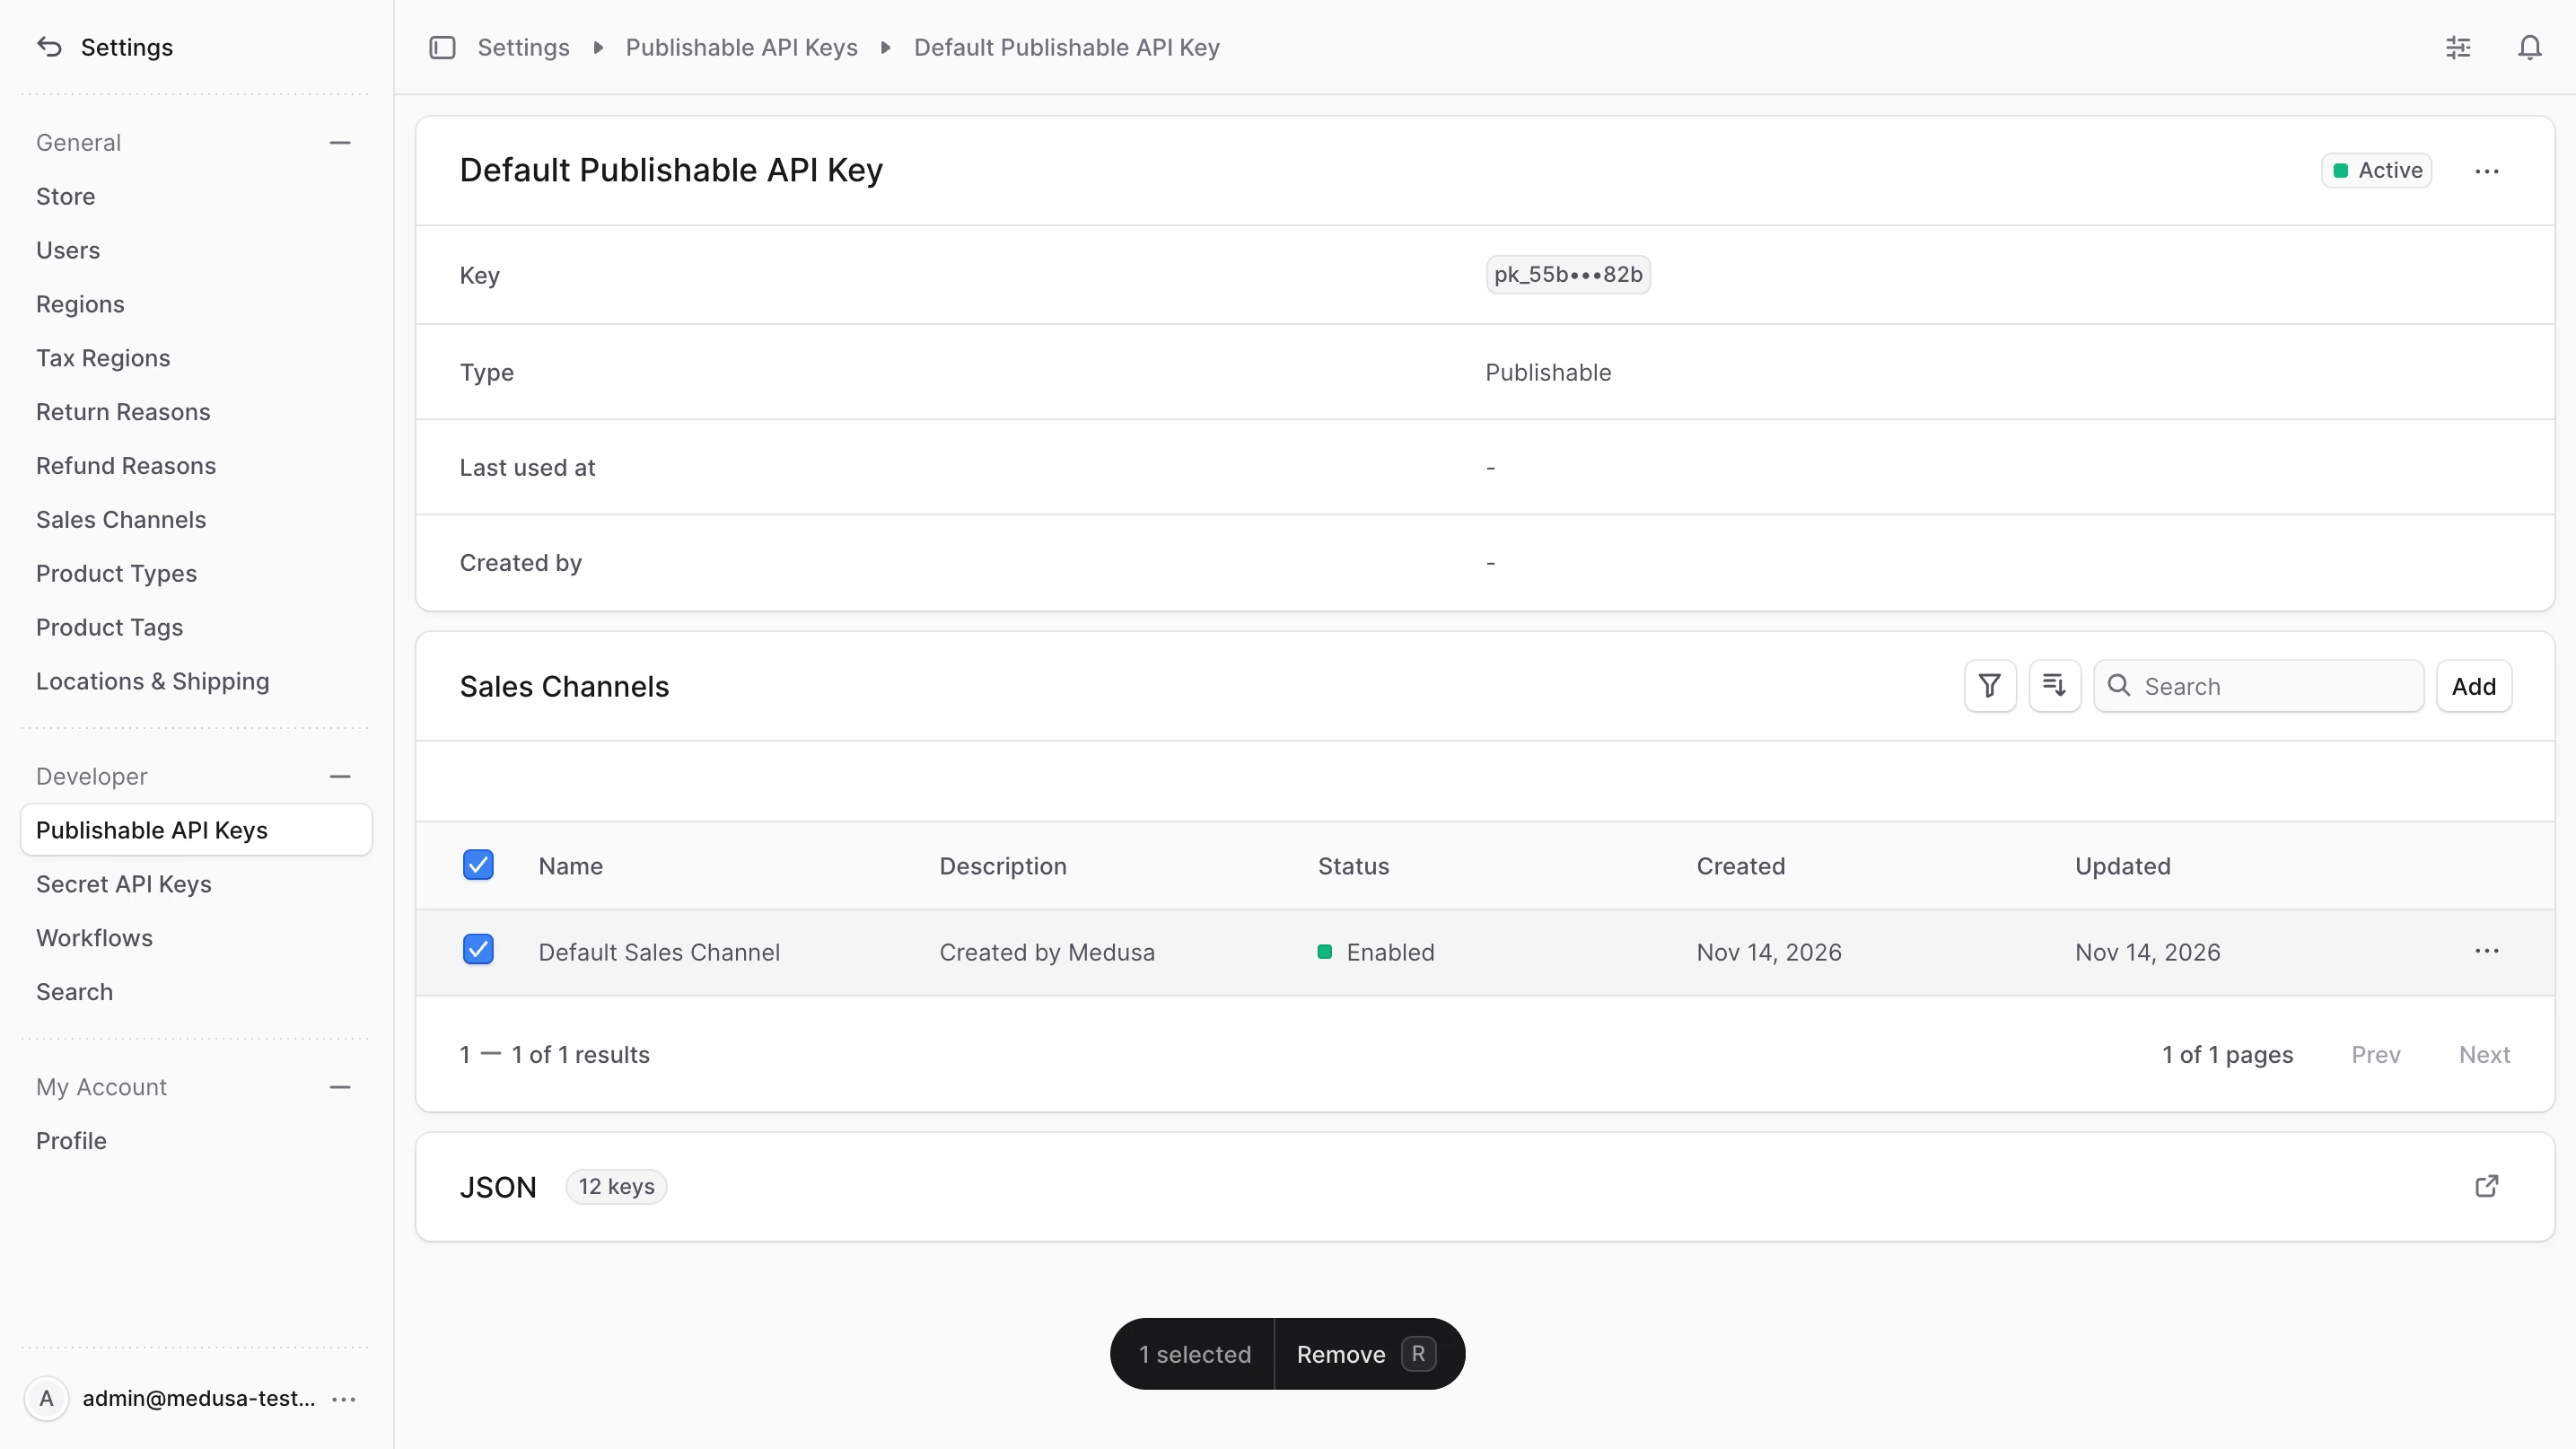 Settings
General
Store
Users
Regions
Tax Regions
Return Reasons
Refund Reasons
Sales Channels
Product Types
Product Tags
Locations & Shipping
Developer
Publishable API Keys
Secret API Keys
Workflows
Search
My Account
Profile
A admin@medusa-test...
Settings Publishable API Keys Default Publishable API Key
Default Publishable API Key Active
Key pk_55b•••82b
Type Publishable
Last used at -
Created by -
Sales Channels Search Add
Name Description Status Created Updated
Default Sales Channel Created by Medusa Enabled Nov 14, 2026 Nov 14, 2026
1 — 1 of 1 results 1 of 1 pages Prev Next
JSON 12 keys
1 selected Remove R